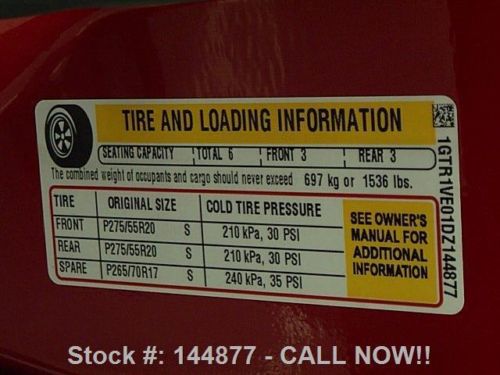 TIRE AND LOADING INFORMATION
SEATING CAPACITY TOTAL 6 FRONT 3 REAR 3
The combined weight of occupants and cargo should never exceed 697 kg or 1536 lbs.
TIRE ORIGINAL SIZE COLD TIRE PRESSURE
FRONT P275/55R20 S 210 kPa, 30 PSI
REAR P275/55R20 S 210 kPa, 30 PSI
SPARE P265/70R17 S 240 kPa, 35 PSI
SEE OWNER'S
MANUAL FOR
ADDITIONAL
INFORMATION
1GTR1VE01DZ144877
Stock #: 144877 - CALL NOW!!